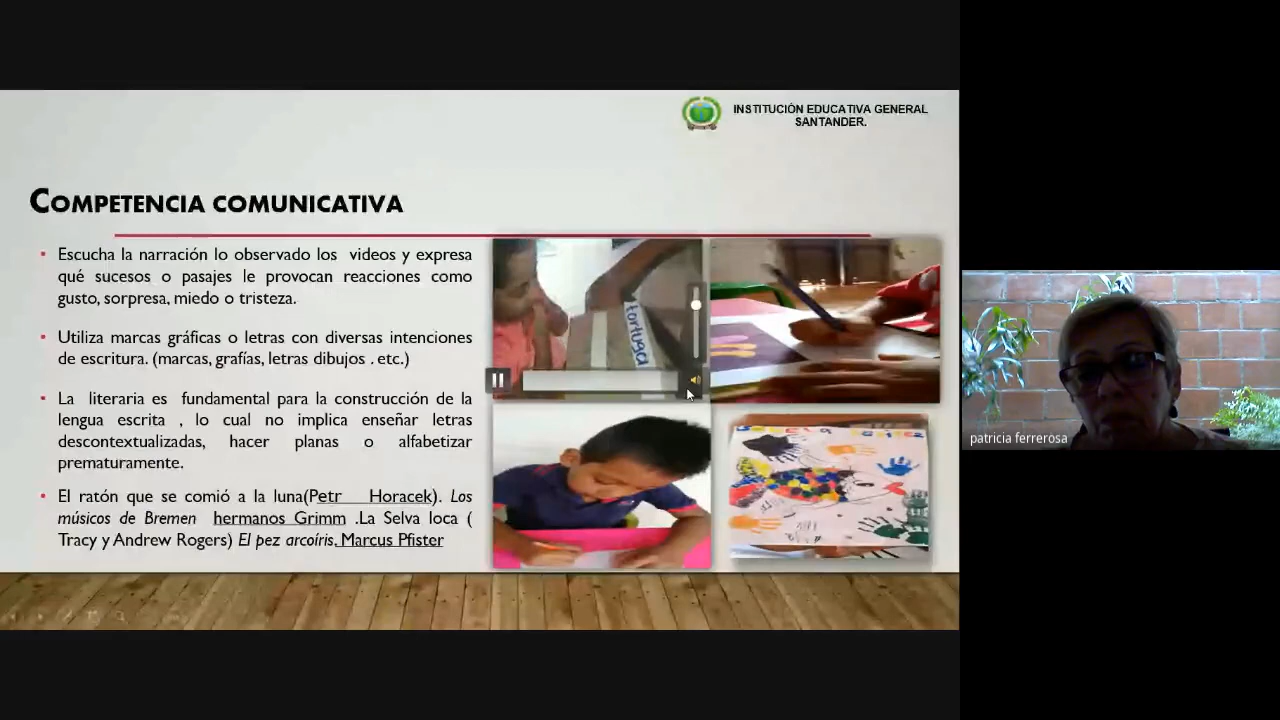 INSTITUCIÓN EDUCATIVA GENERAL
SANTANDER.
COMPETENCIA COMUNICATIVA
• Escucha la narración lo observado los videos y expresa
qué sucesos o pasajes le provocan reacciones como
gusto, sorpresa, miedo o tristeza.
• Utiliza marcas gráficas o letras con diversas intenciones
de escritura. (marcas, grafías, letras dibujos . etc.)
• La literaria es fundamental para la construcción de la
lengua escrita , lo cual no implica enseñar letras
descontextualizadas, hacer planas o alfabetizar
prematuramente.
• El ratón que se comió a la luna(Petr Horacek). Los
músicos de Bremen hermanos Grimm .La Selva loca (
Tracy y Andrew Rogers) El pez arcoíris. Marcus Pfister
tortuga
patricia ferrerosa